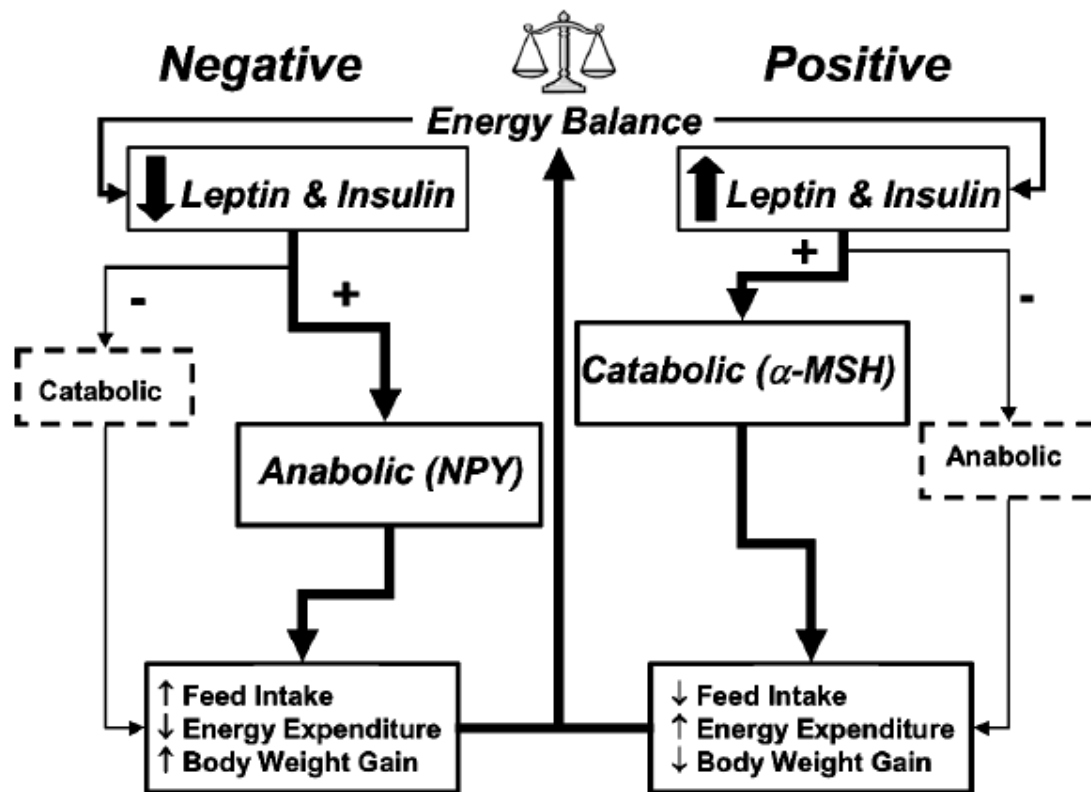 Negative
Positive
Energy Balance
Leptin & Insulin
Leptin & Insulin
-
+
+
-
Catabolic
Anabolic (NPY)
Catabolic (α-MSH)
Anabolic
↑ Feed Intake
↓ Energy Expenditure
↑ Body Weight Gain
↓ Feed Intake
↑ Energy Expenditure
↓ Body Weight Gain